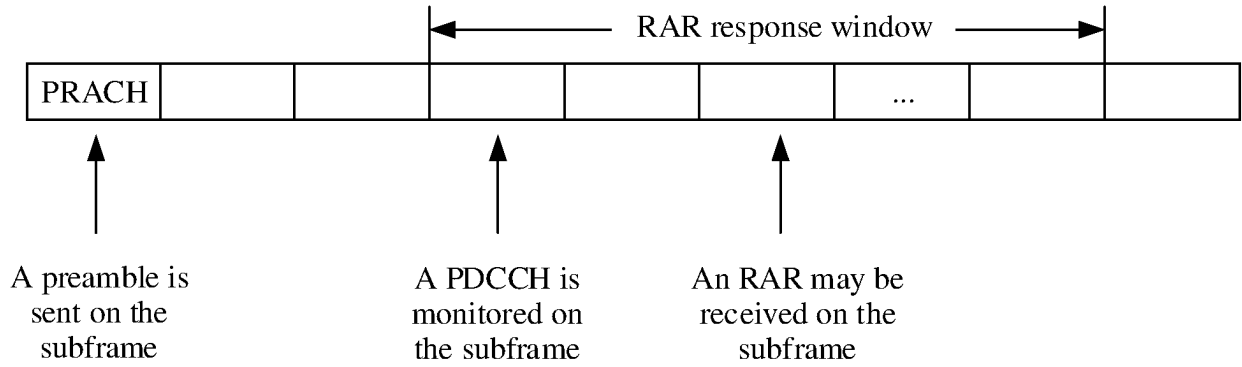 RAR response window
PRACH
...
A preamble is
sent on the
subframe
A PDCCH is
monitored on
the subframe
An RAR may be
received on the
subframe